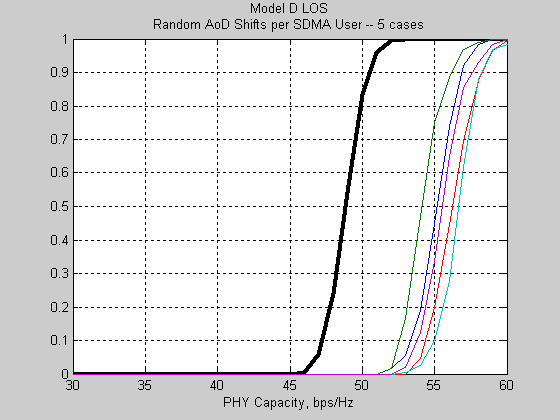 Model D LOS
Random AoD Shifts per SDMA User -- 5 cases
1
0.9
0.8
0.7
0.6
0.5
0.4
0.3
0.2
0.1
0
30 35 40 45 50 55 60
PHY Capacity, bps/Hz